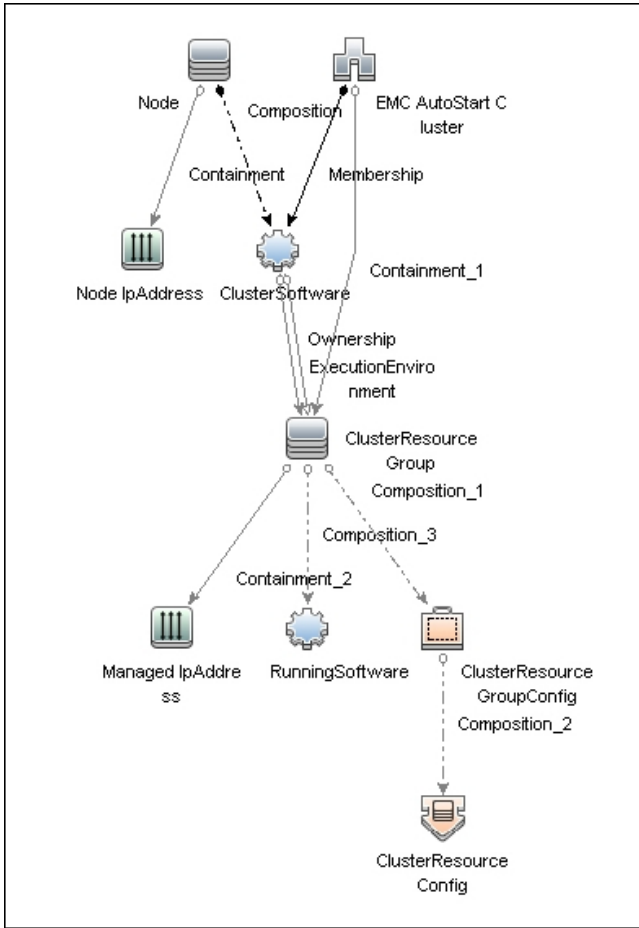 Node
Composition
EMC AutoStart C
luster
Containment
Membership
Node IpAddress
ClusterSoftware
Containment_1
Ownership
ExecutionEnviro
nment
ClusterResource
Group
Composition_1
Composition_3
Containment_2
Managed IpAddre
ss
RunningSoftware
ClusterResource
GroupConfig
Composition_2
ClusterResource
Config